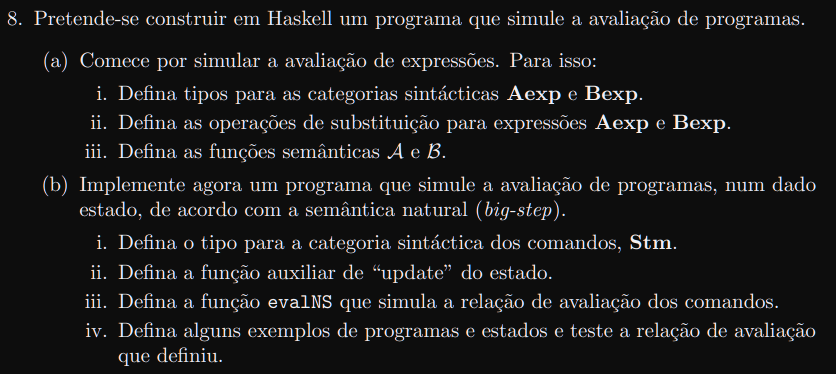 8. Pretende-se construir em Haskell um programa que simule a avaliação de programas.
(a) Comece por simular a avaliação de expressões. Para isso:
i. Defina tipos para as categorias sintácticas Aexp e Bexp.
ii. Defina as operações de substituição para expressões Aexp e Bexp.
iii. Defina as funções semânticas 𝒜 e ℬ.
(b) Implemente agora um programa que simule a avaliação de programas, num dado
estado, de acordo com a semântica natural (big-step).
i. Defina o tipo para a categoria sintáctica dos comandos, Stm.
ii. Defina a função auxiliar de “update” do estado.
iii. Defina a função evalNS que simula a relação de avaliação dos comandos.
iv. Defina alguns exemplos de programas e estados e teste a relação de avaliação
que definiu.